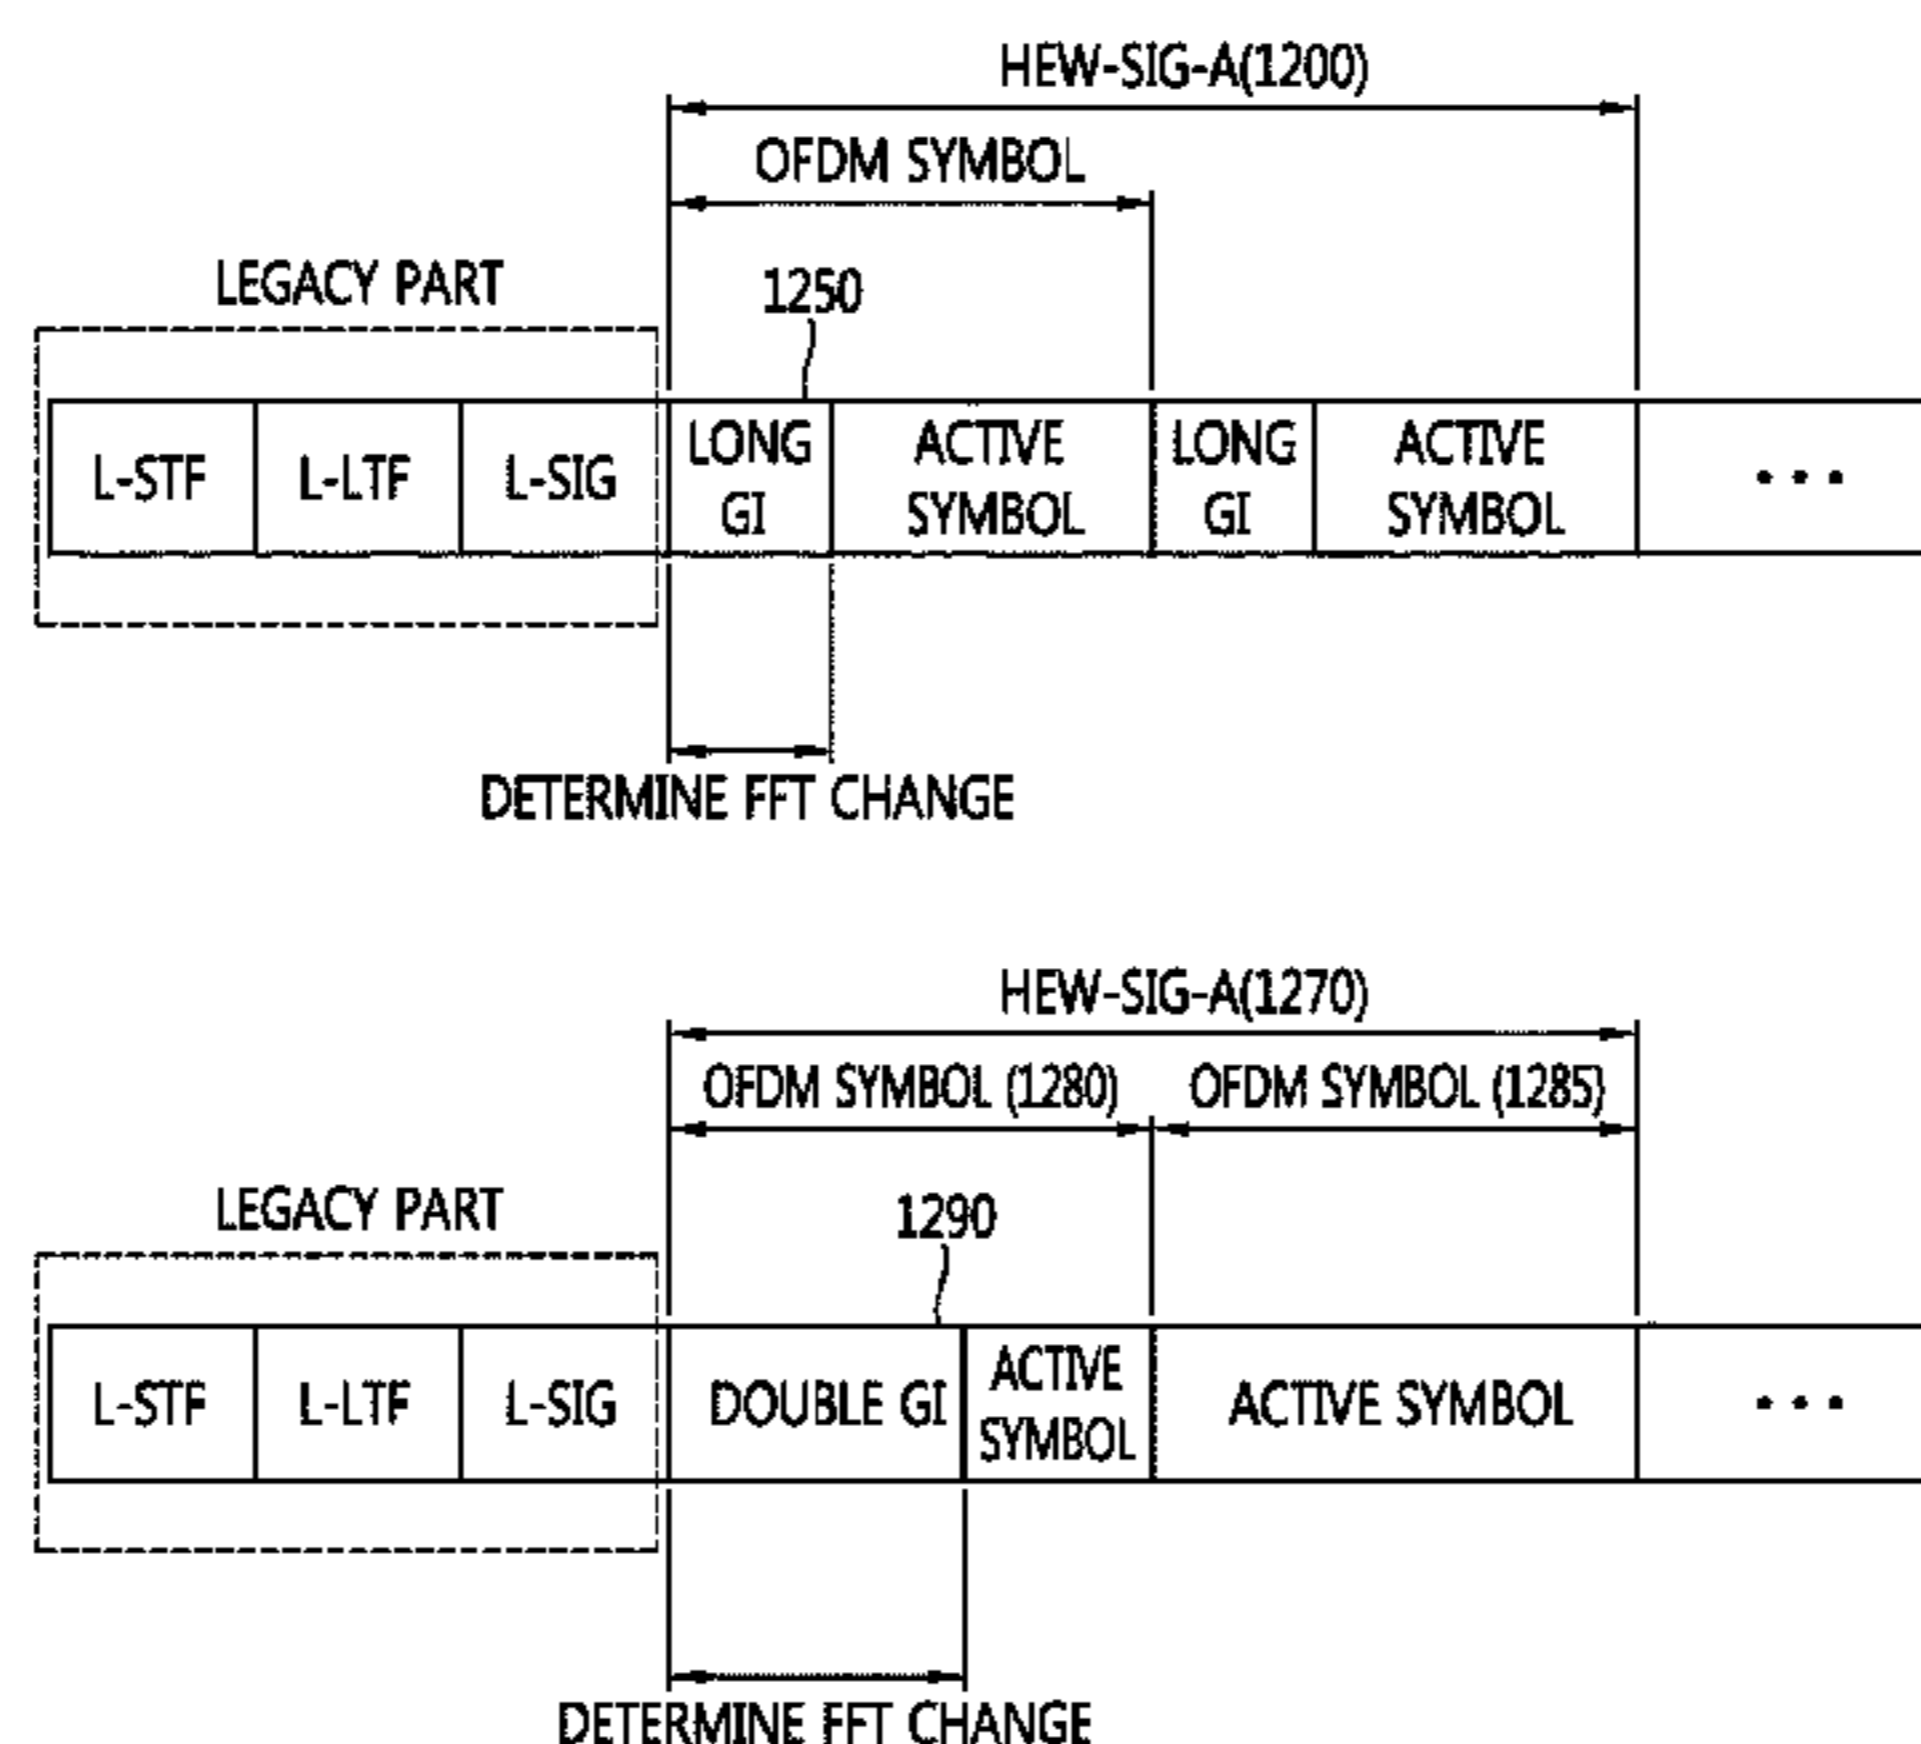 HEW-SIG-A(1200)
OFDM SYMBOL
LEGACY PART
1250
L-STF
L-LTF
L-SIG
LONG
GI
ACTIVE
SYMBOL
LONG
GI
ACTIVE
SYMBOL
...
DETERMINE FFT CHANGE
HEW-SIG-A(1270)
OFDM SYMBOL (1280)
OFDM SYMBOL (1285)
LEGACY PART
1290
L-STF
L-LTF
L-SIG
DOUBLE GI
ACTIVE
SYMBOL
ACTIVE SYMBOL
...
DETERMINE FFT CHANGE